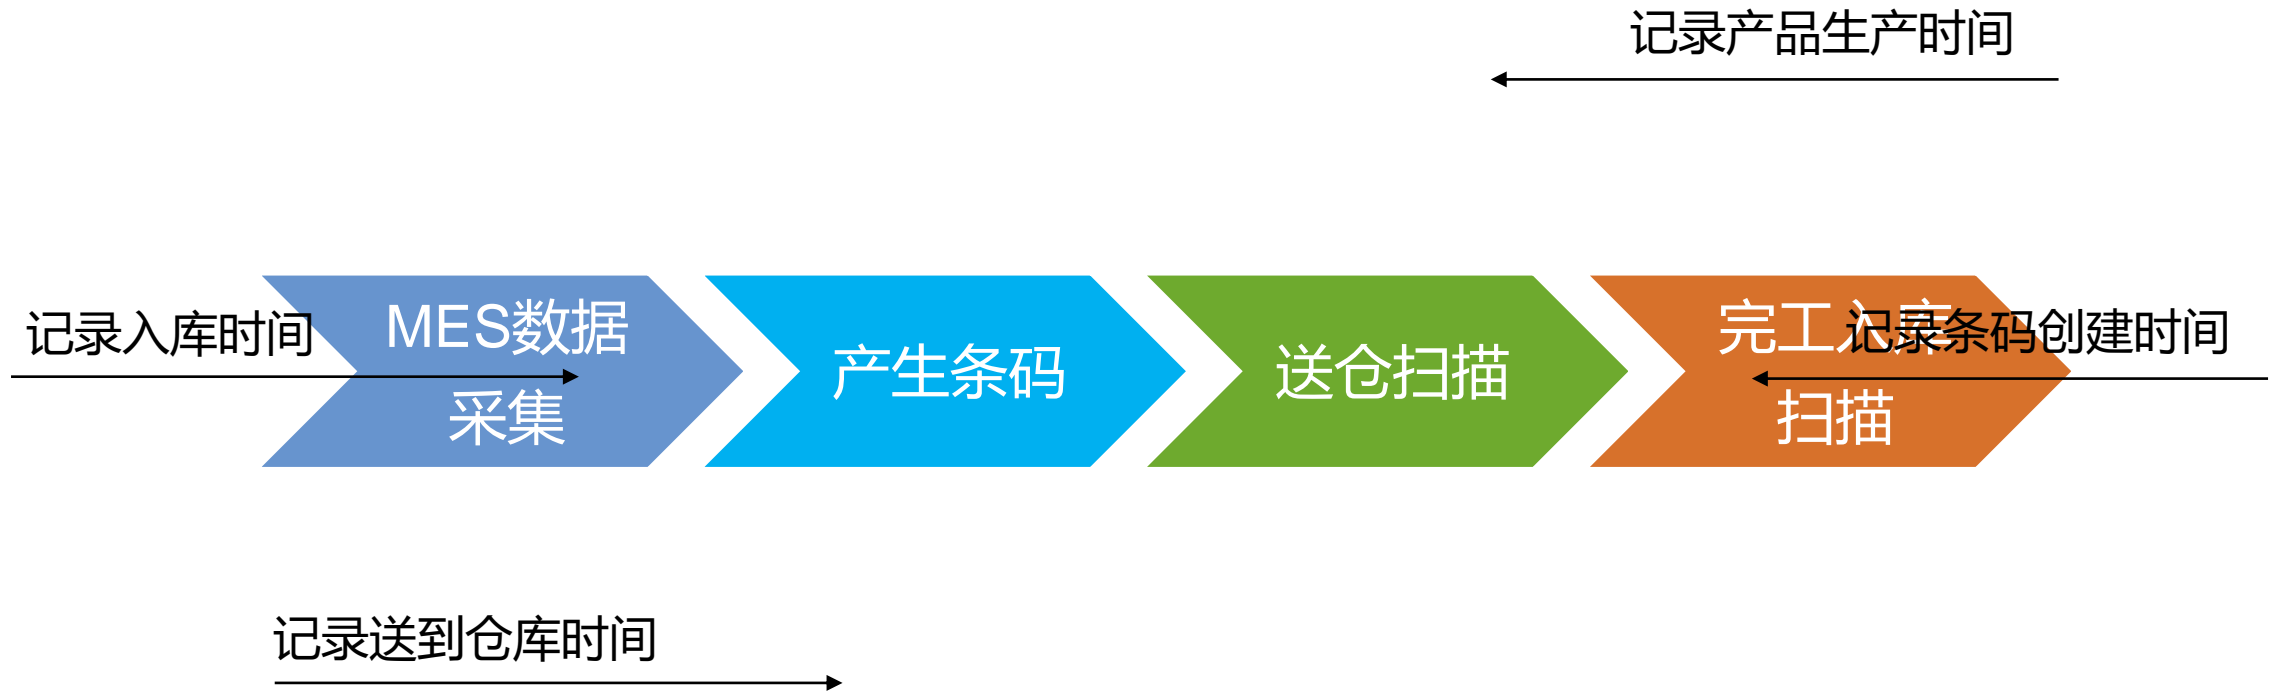 记录产品生产时间
记录入库时间
MES数据
采集
产生条码
送仓扫描
完工入库
扫描
记录条码创建时间
记录送到仓库时间